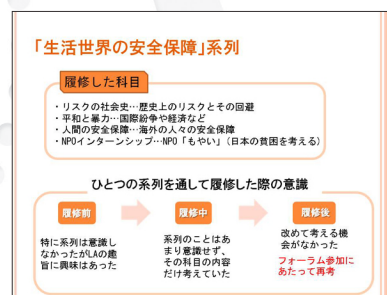 「生活世界の安全保障」系列
履修した科目
・リスクの社会史…歴史上のリスクとその回避
・平和と暴力…国際紛争や経済など
・人間の安全保障…海外の人々の安全保障
・NPOインターンシップ…NPO「もやい」(日本の貧困を考える)
ひとつの系列を通して履修した際の意識
履修前
特に系列は意識し
なかったがLAの趣
旨に興味はあった
履修中
系列のことはあ
まり意識せず、
その科目の内容
だけ考えていた
履修後
改めて考える機
会がなかった
フォーラム参加に
あたって再考